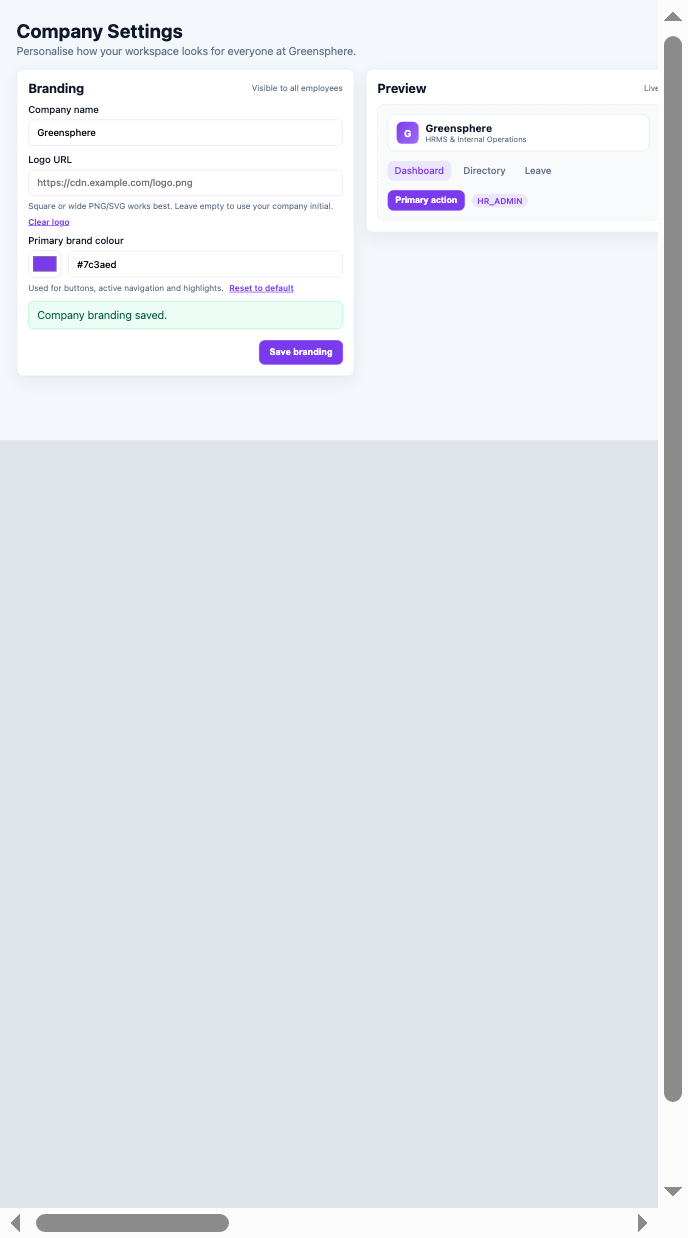 Company Settings
Personalise how your workspace looks for everyone at Greensphere.
Branding
Visible to all employees
Company name
Greensphere
Logo URL
https://cdn.example.com/logo.png
Square or wide PNG/SVG works best. Leave empty to use your company initial.
Clear logo
Primary brand colour
#7c3aed
Used for buttons, active navigation and highlights. Reset to default
Company branding saved.
Save branding
Preview
Live
G
Greensphere
HRMS & Internal Operations
Dashboard Directory Leave
Primary action HR_ADMIN